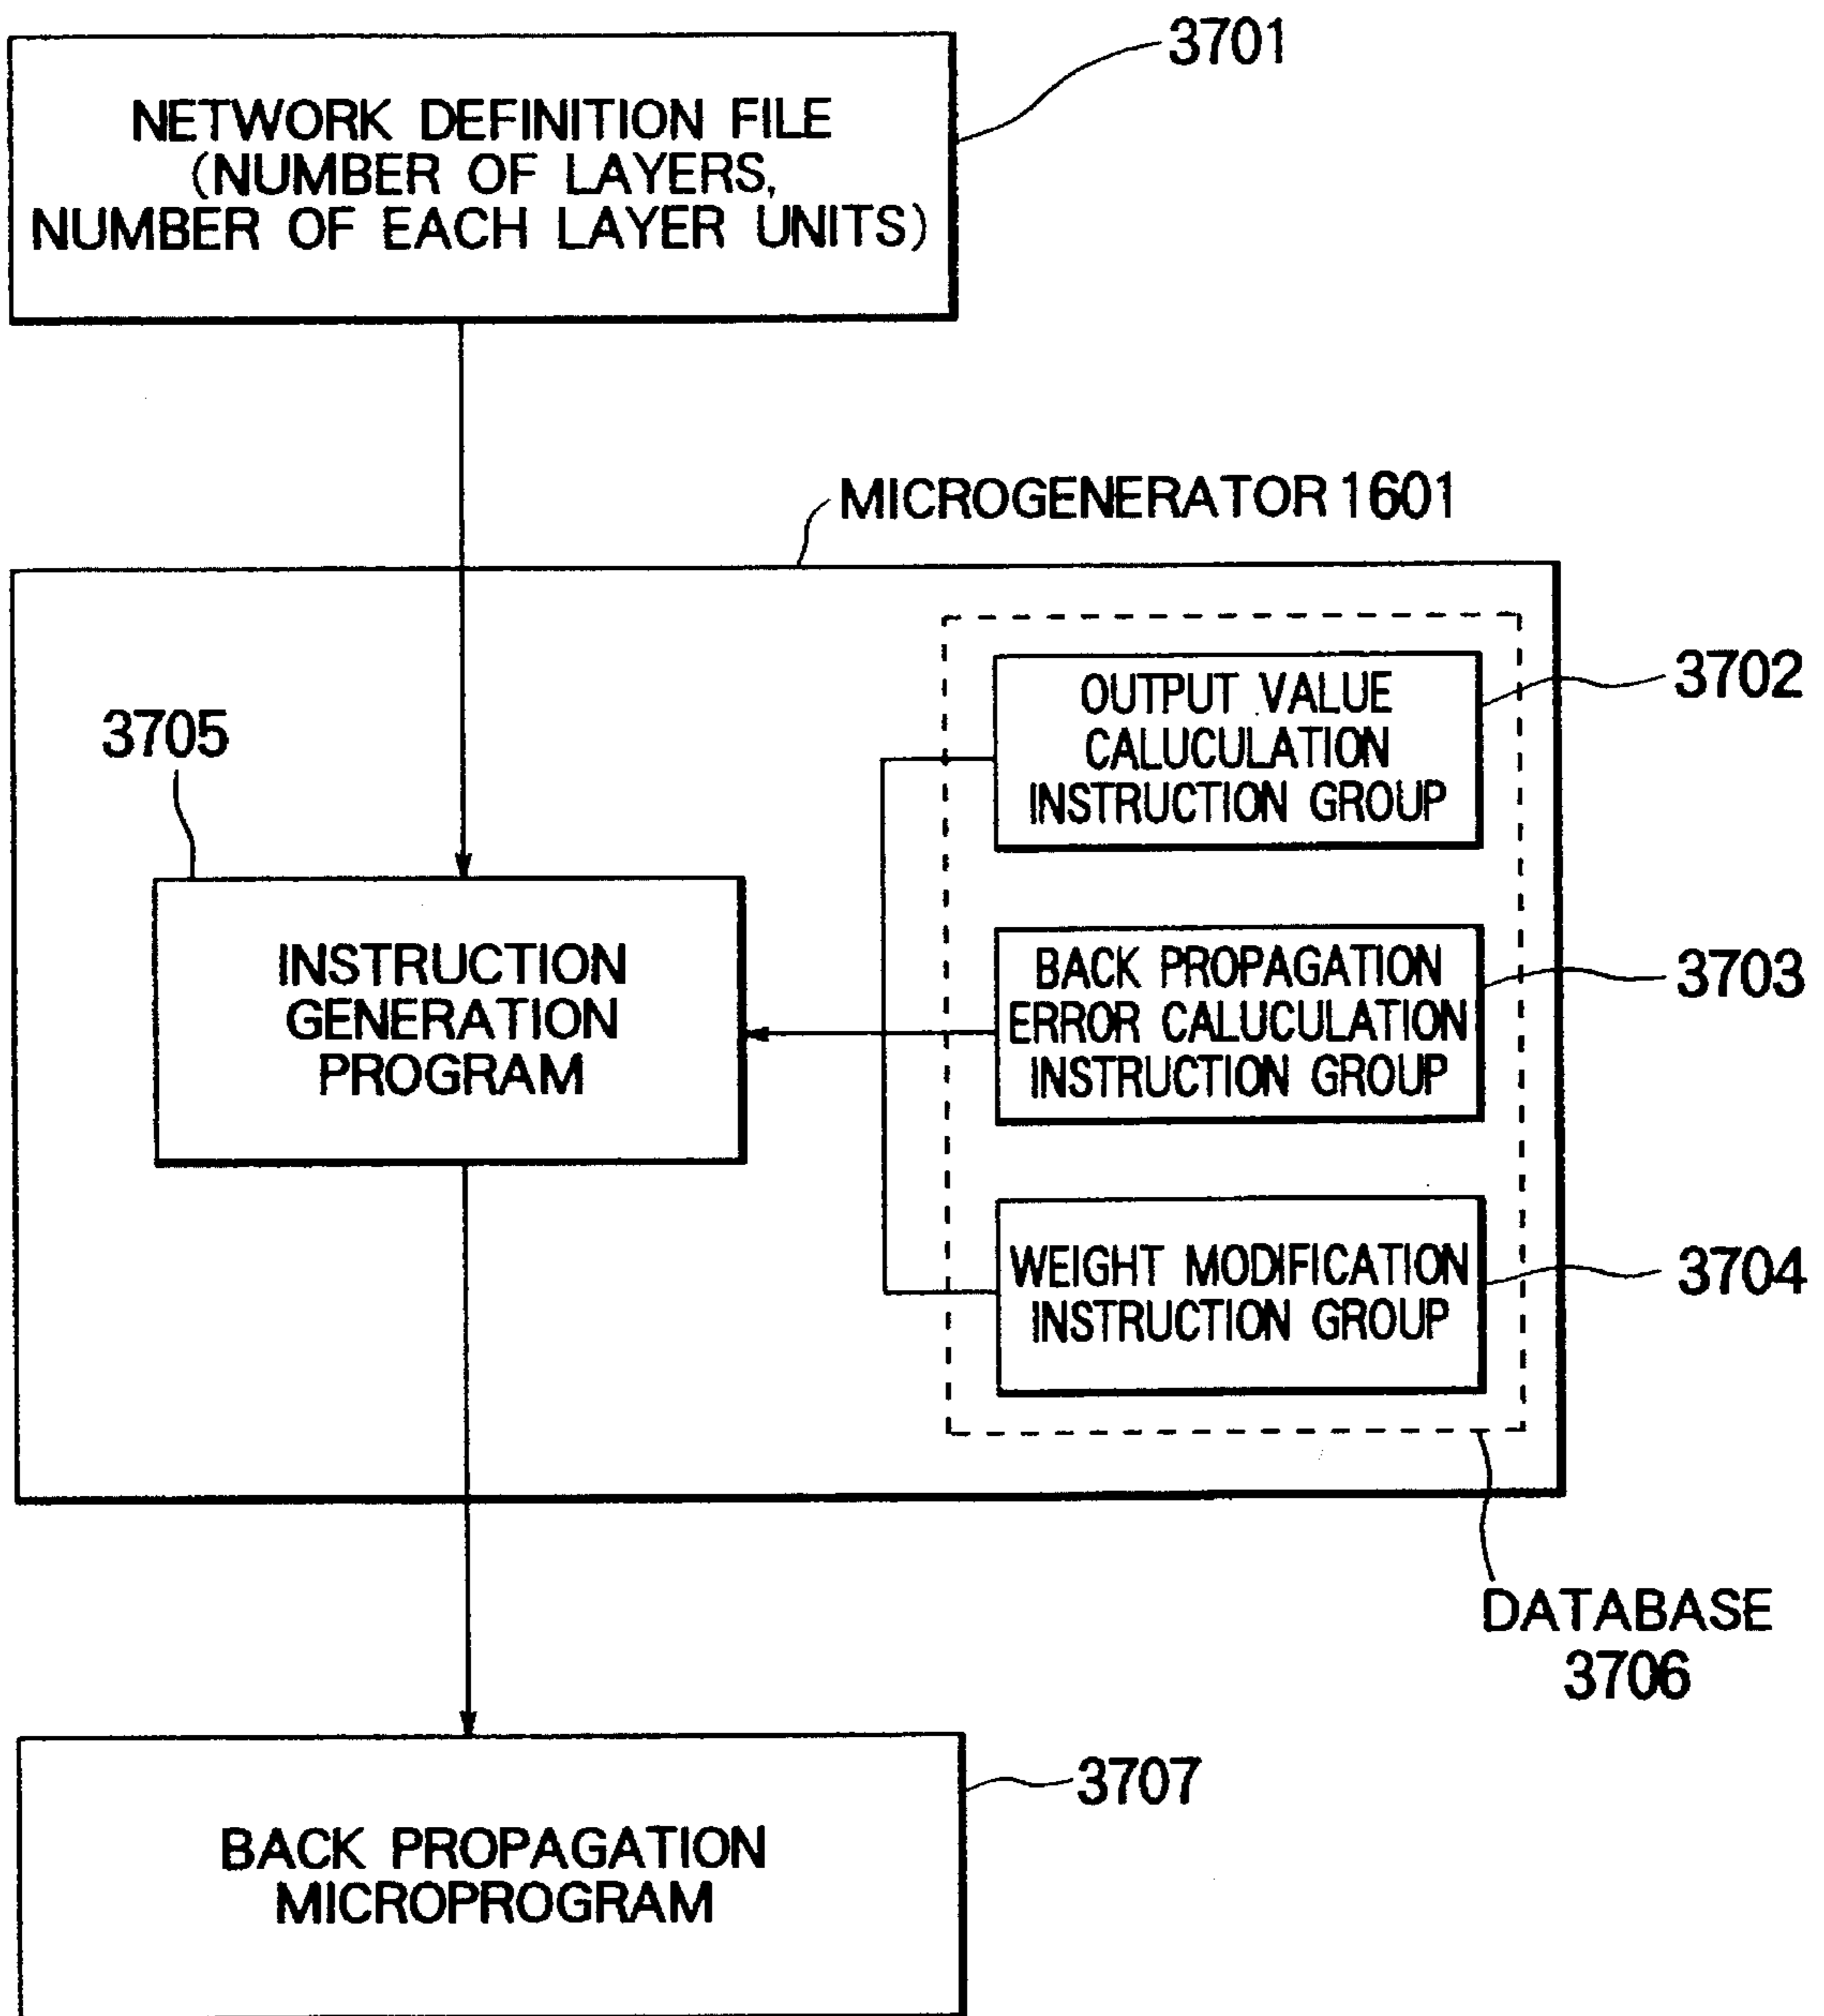 3701
NETWORK DEFINITION FILE
(NUMBER OF LAYERS,
NUMBER OF EACH LAYER UNITS)
MICROGENERATOR 1601
3702
OUTPUT VALUE
CALUCULATION
INSTRUCTION GROUP
3705
INSTRUCTION
GENERATION
PROGRAM
3703
BACK PROPAGATION
ERROR CALUCULATION
INSTRUCTION GROUP
3704
WEIGHT MODIFICATION
INSTRUCTION GROUP
DATABASE
3706
3707
BACK PROPAGATION
MICROPROGRAM